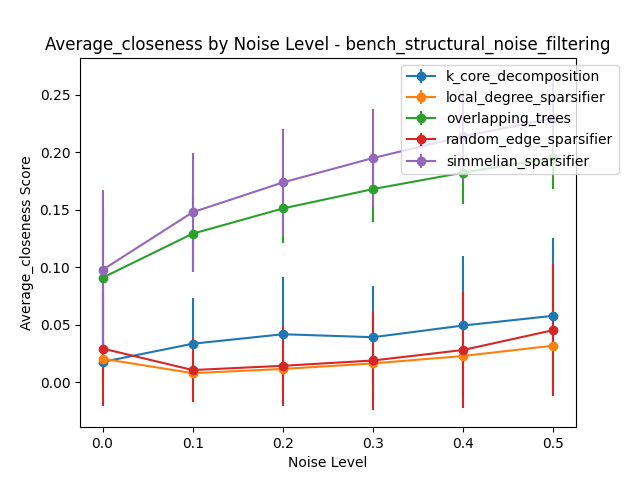 Average_closeness by Noise Level - bench_structural_noise_filtering
k_core_decomposition
local_degree_sparsifier
overlapping_trees
random_edge_sparsifier
simmelian_sparsifier
Average_closeness Score
0.25
0.20
0.15
0.10
0.05
0.00
0.0 0.1 0.2 0.3 0.4 0.5
Noise Level